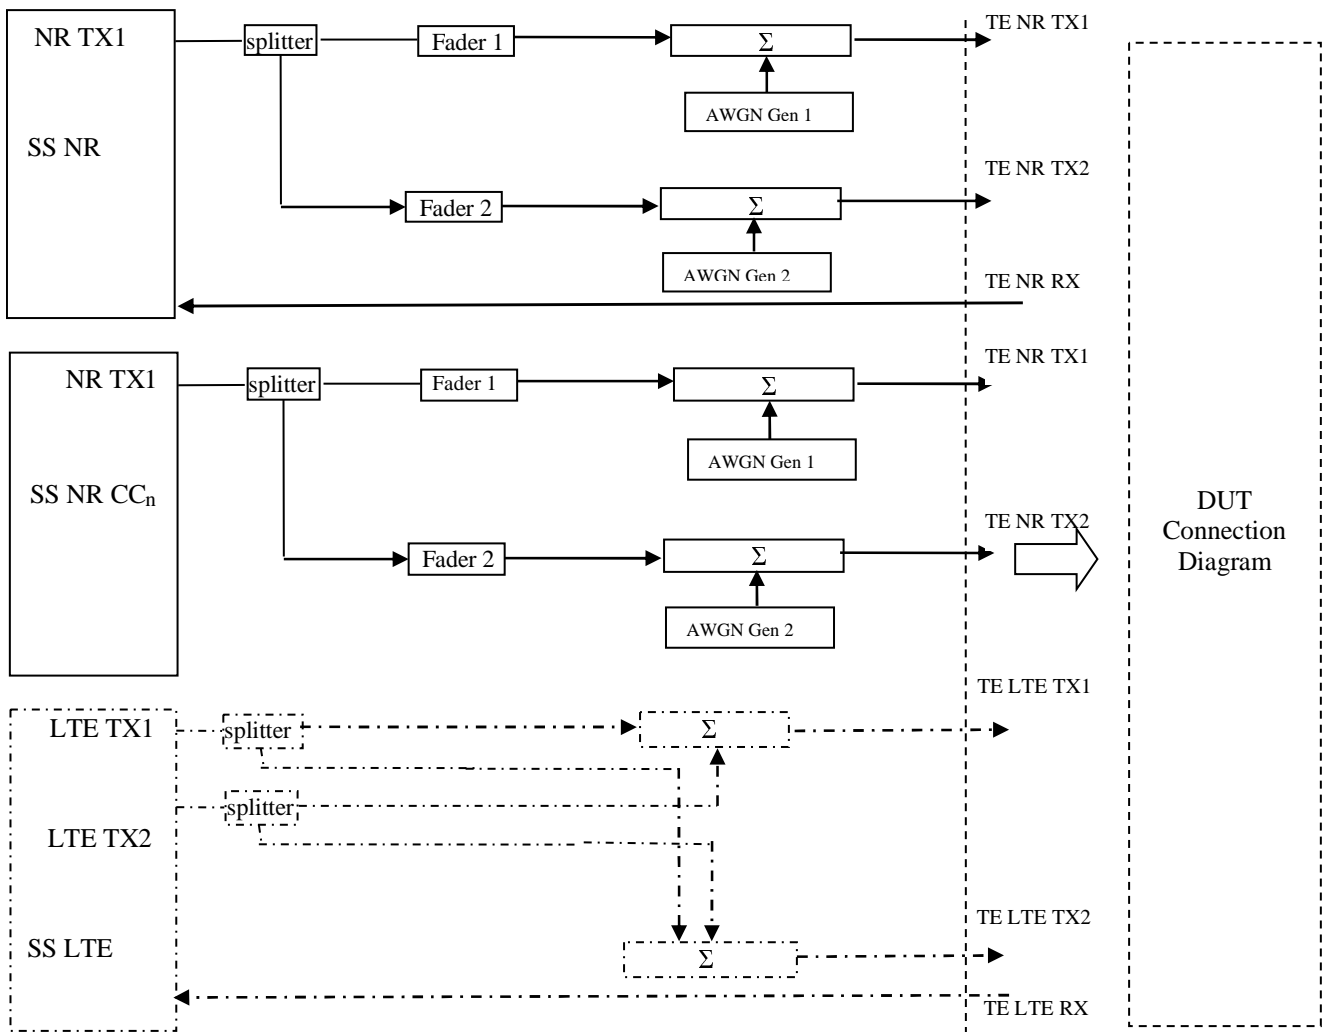 NR TX1
splitter
Fader 1
Σ
TE NR TX1
AWGN Gen 1
SS NR
Fader 2
Σ
TE NR TX2
AWGN Gen 2
TE NR RX
NR TX1
splitter
Fader 1
Σ
TE NR TX1
AWGN Gen 1
SS NR CCn
Fader 2
Σ
TE NR TX2
AWGN Gen 2
DUT
Connection
Diagram
LTE TX1
splitter
Σ
TE LTE TX1
splitter
LTE TX2
SS LTE
Σ
TE LTE TX2
TE LTE RX